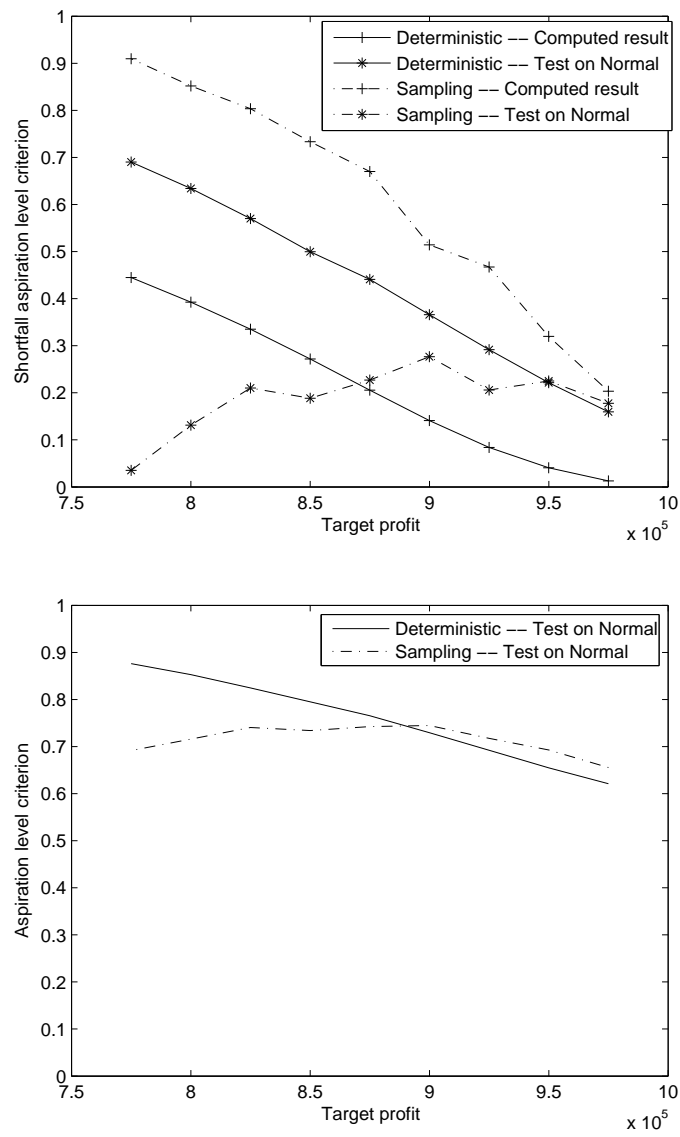 Deterministic −− Computed result
Deterministic −− Test on Normal
Sampling −− Computed result
Sampling −− Test on Normal
1
0.9
0.8
0.7
0.6
0.5
0.4
0.3
0.2
0.1
0
Shortfall aspiration level criterion
7.5 8 8.5 9 9.5 10
Target profit
x 10^5
Deterministic −− Test on Normal
Sampling −− Test on Normal
1
0.9
0.8
0.7
0.6
0.5
0.4
0.3
0.2
0.1
0
Aspiration level criterion
7.5 8 8.5 9 9.5 10
Target profit
x 10^5